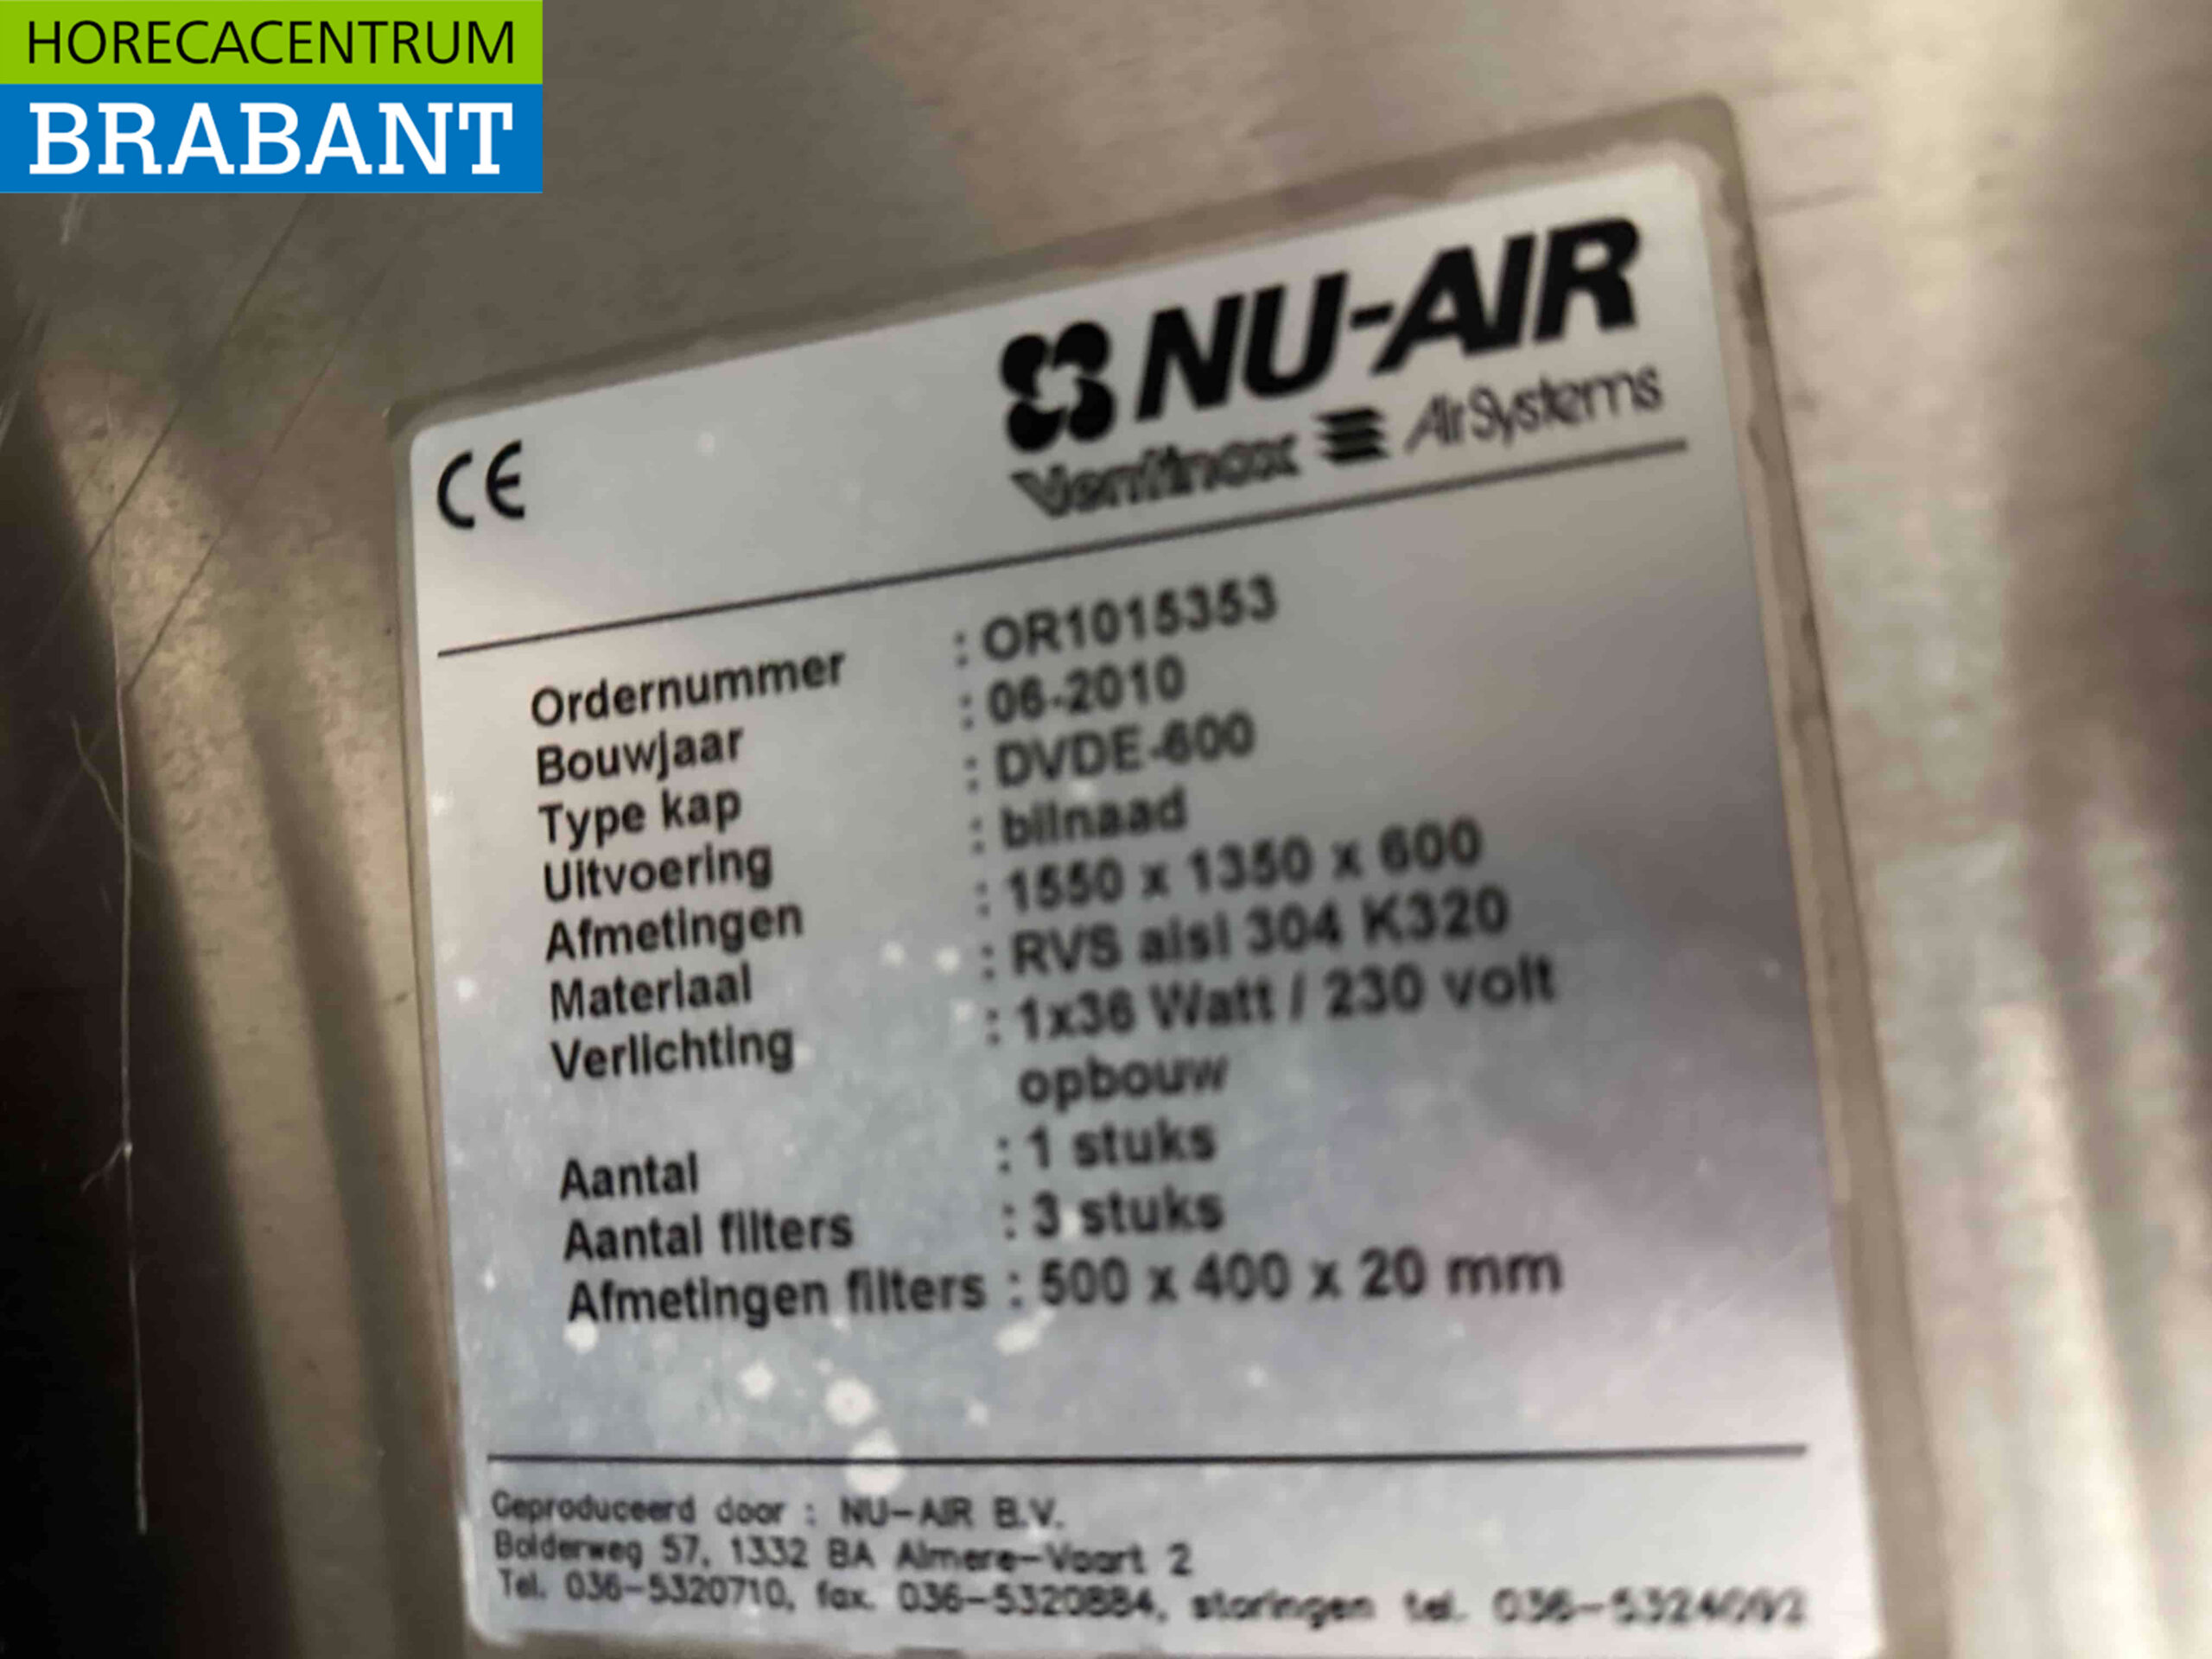 HORECACENTRUM
BRABANT
CE
NU-AIR
Ventinox AirSystems
Ordernummer : OR1015353
Bouwjaar : 06-2010
Type kap : DVDE-600
Uitvoering : bilnaad
Afmetingen : 1550 x 1350 x 600
Materiaal : RVS aisi 304 K320
Verlichting : 1x36 Watt / 230 volt
opbouw
Aantal : 1 stuks
Aantal filters : 3 stuks
Afmetingen filters : 500 x 400 x 20 mm
Geproduceerd door : NU-AIR B.V.
Bolderweg 57, 1332 BA Almere-Vaart 2
Tel. 036-5320710, fax. 036-5320884, storingen tel.